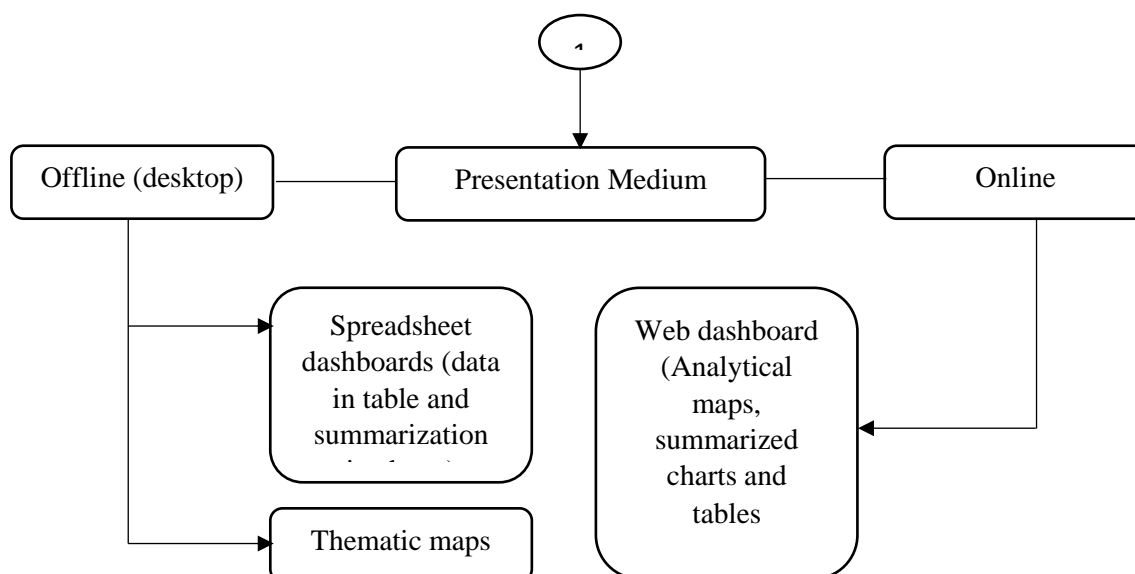 Offline (desktop)
Presentation Medium
Online
Spreadsheet
dashboards (data
in table and
summarization
Web dashboard
(Analytical
maps,
summarized
charts and
tables
Thematic maps